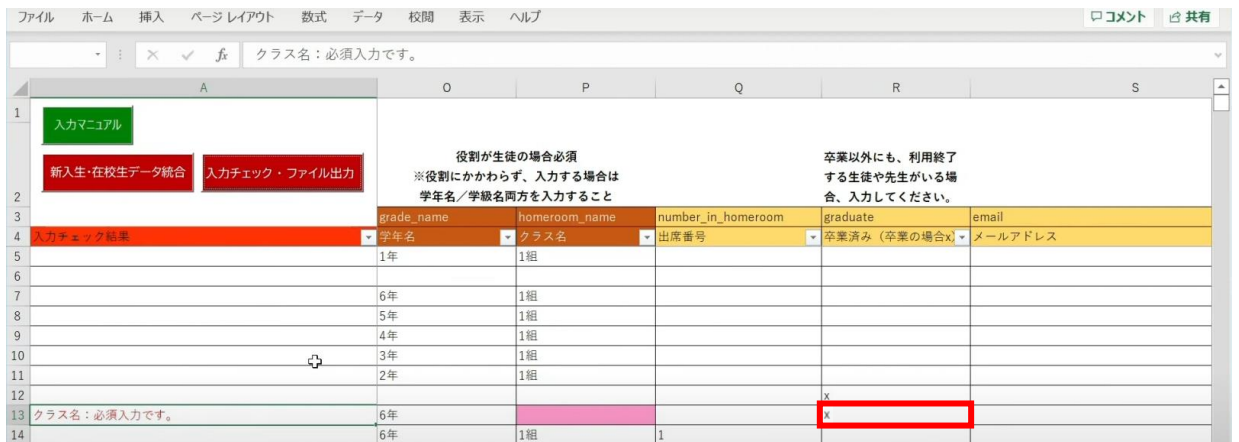 ファイル ホーム 挿入 ページ レイアウト 数式 データ 校閲 表示 ヘルプ コメント 共有
fx クラス名：必須入力です。
A O P Q R S
1
入力マニュアル
新入生・在校生データ統合 入力チェック・ファイル出力
役割が生徒の場合必須
※役割にかかわらず、入力する場合は
学年名／学級名両方を入力すること
卒業以外にも、利用終了
する生徒や先生がいる場
合、入力してください。
2
3 grade_name homeroom_name number_in_homeroom graduate email
4 入力チェック結果 学年名 クラス名 出席番号 卒業済み（卒業の場合x） メールアドレス
5 1年 1組
6
7 6年 1組
8 5年 1組
9 4年 1組
10 3年 1組
11 2年 1組
12 x
13 クラス名：必須入力です。 6年 x
14 6年 1組 1